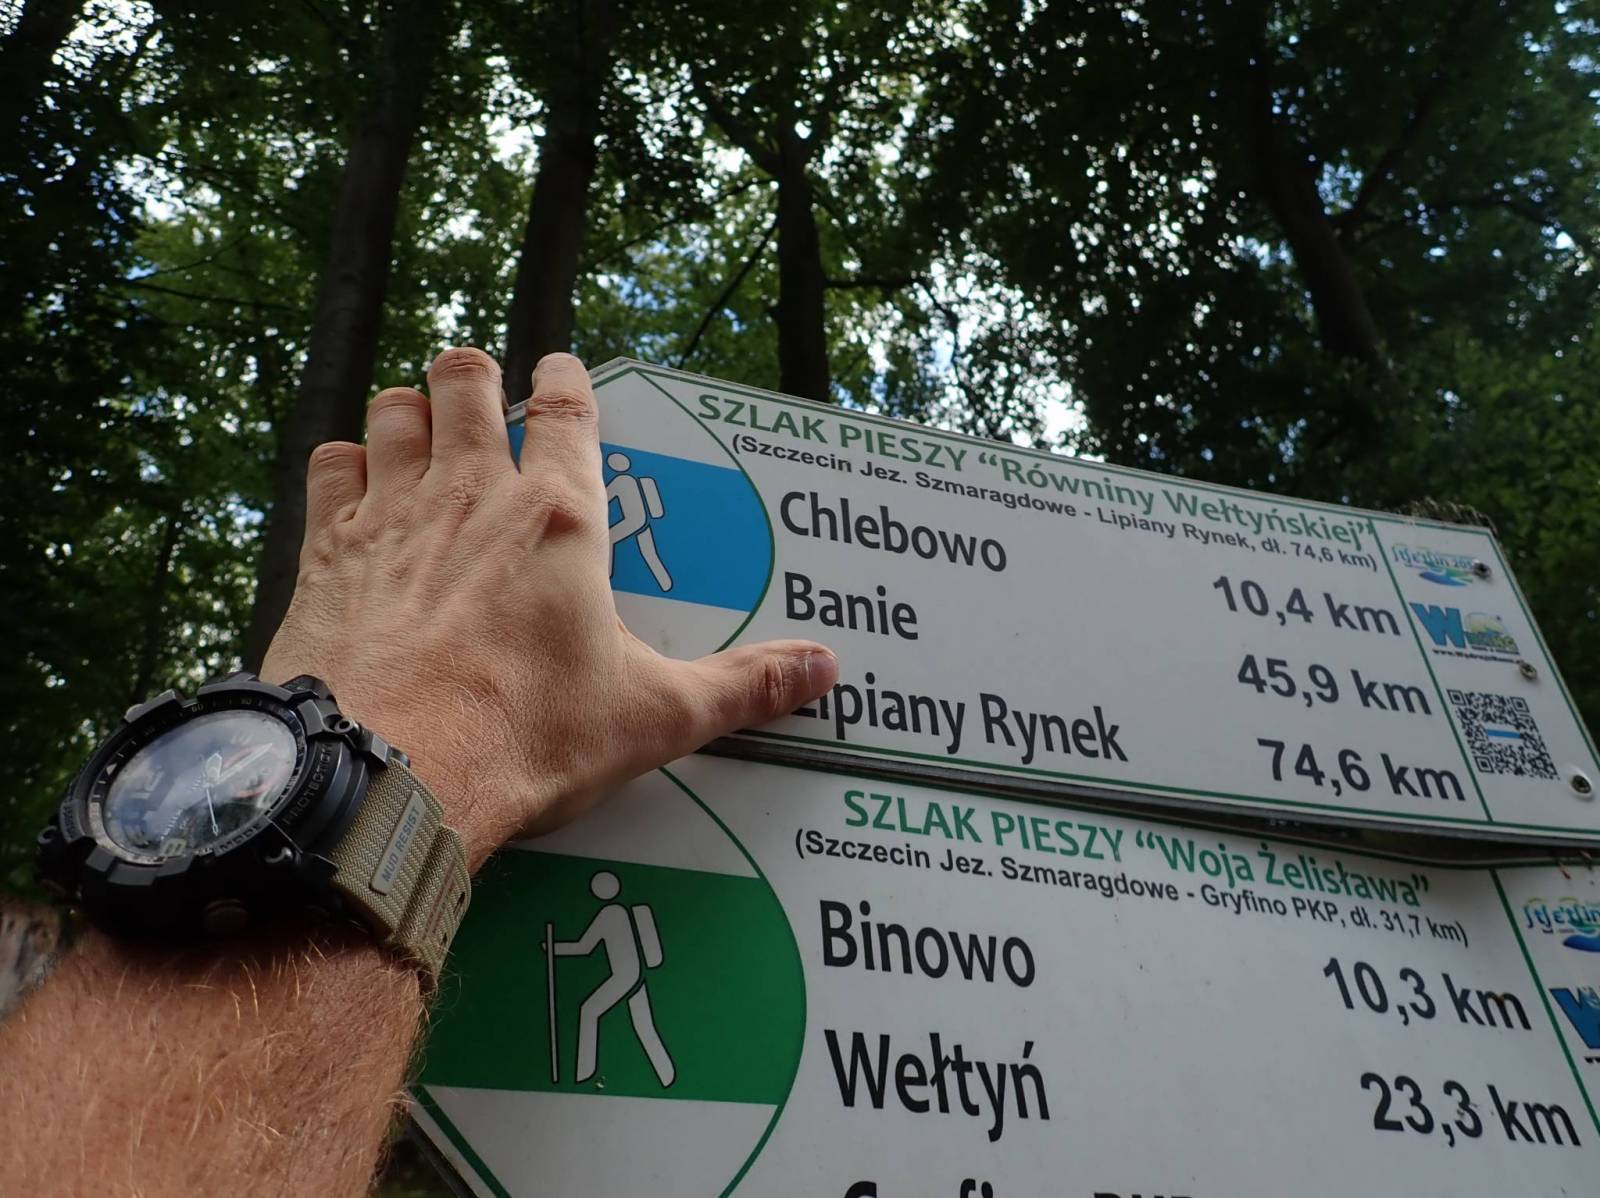 SZLAK PIESZY “Równiny Wełtyńskiej”
(Szczecin Jez. Szmaragdowe - Lipiany Rynek, dł. 74,6 km)
Chlebowo 10,4 km
Banie 45,9 km
Lipiany Rynek 74,6 km
SZLAK PIESZY “Woja Żelisława”
(Szczecin Jez. Szmaragdowe - Gryfino PKP, dł. 31,7 km)
Binowo 10,3 km
Wełtyń 23,3 km
MUD RESIST
PROTECTION